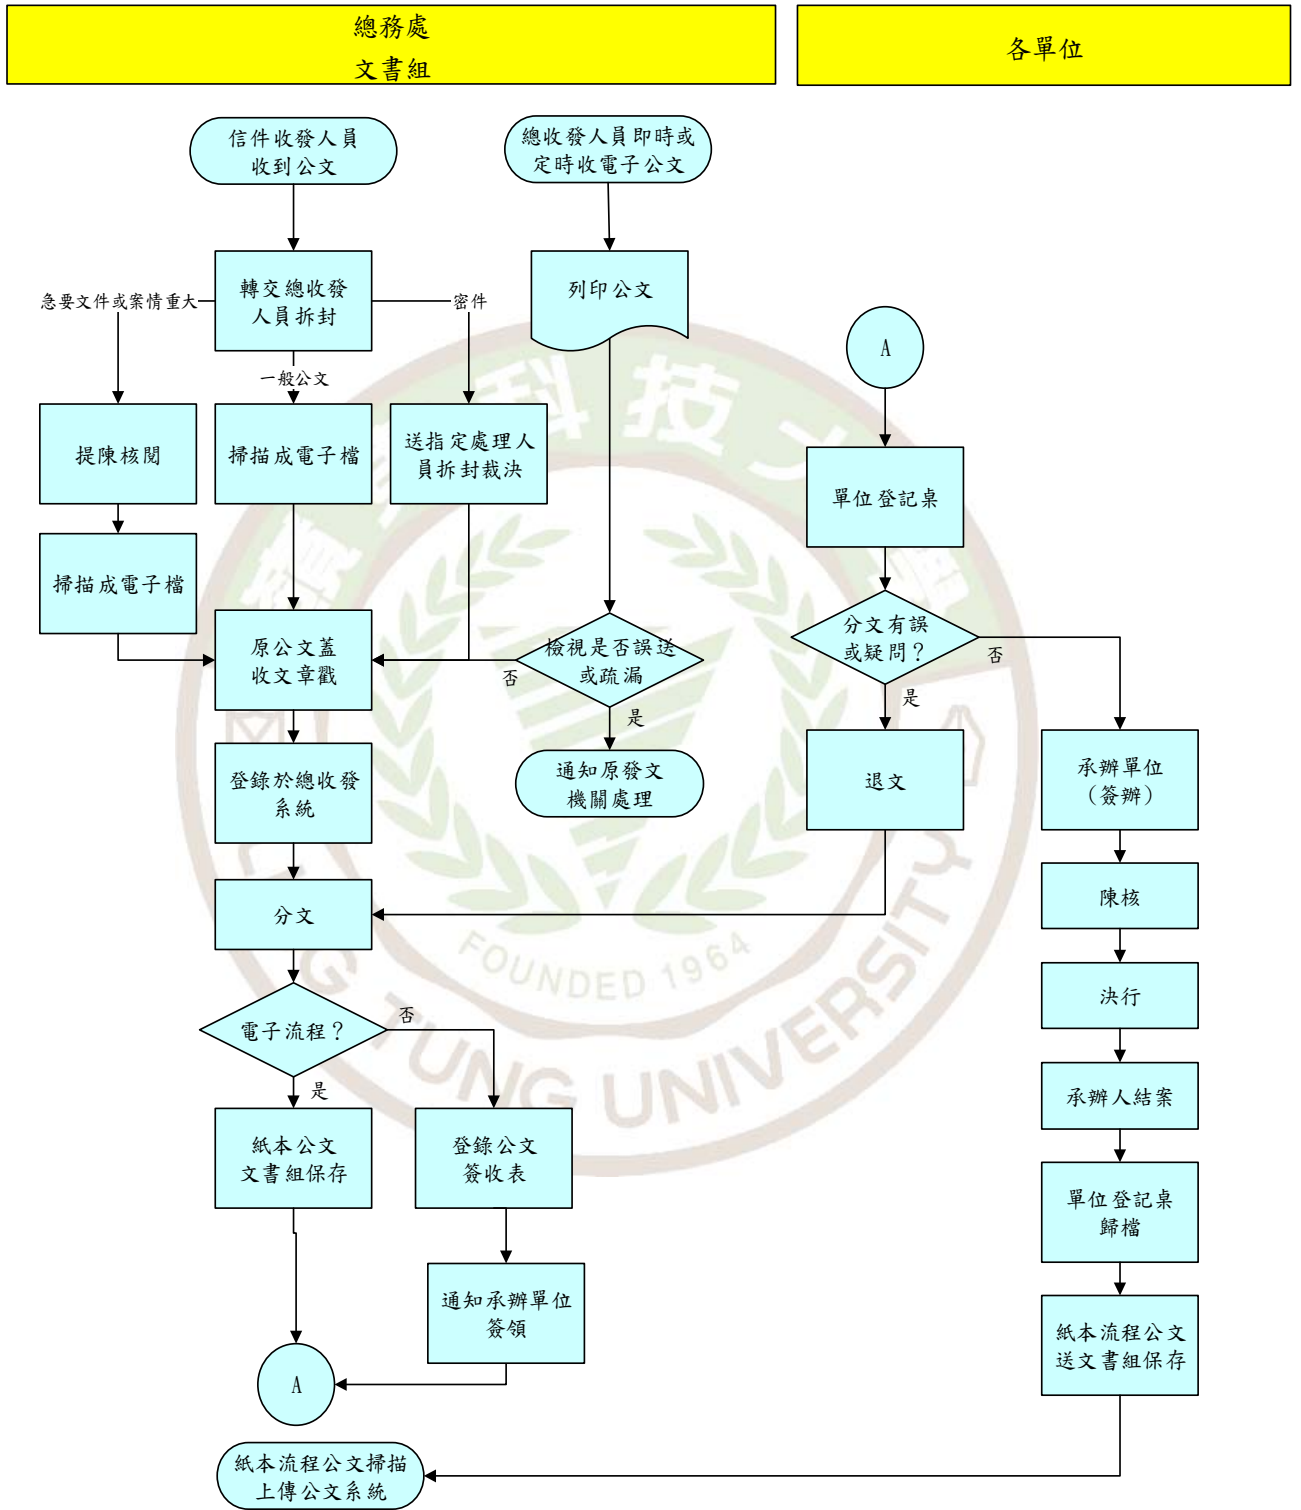 總務處
文書組
各單位
信件收發人員
收到公文
總收發人員即時或
定時收電子公文
轉交總收發
人員拆封
列印公文
急要文件或案情重大
密件
一般公文
A
提陳核閱
掃描成電子檔
送指定處理人
員拆封裁決
單位登記桌
掃描成電子檔
原公文蓋
收文章戳
檢視是否誤送
或疏漏
否
是
分文有誤
或疑問？
否
是
登錄於總收發
系統
通知原發文
機關處理
退文
承辦單位
（簽辦）
分文
陳核
決行
電子流程？
否
是
承辦人結案
紙本公文
文書組保存
登錄公文
簽收表
單位登記桌
歸檔
通知承辦單位
簽領
紙本流程公文
送文書組保存
A
紙本流程公文掃描
上傳公文系統
科技大學
FOUNDED 1964
TUNG UNIVERSITY